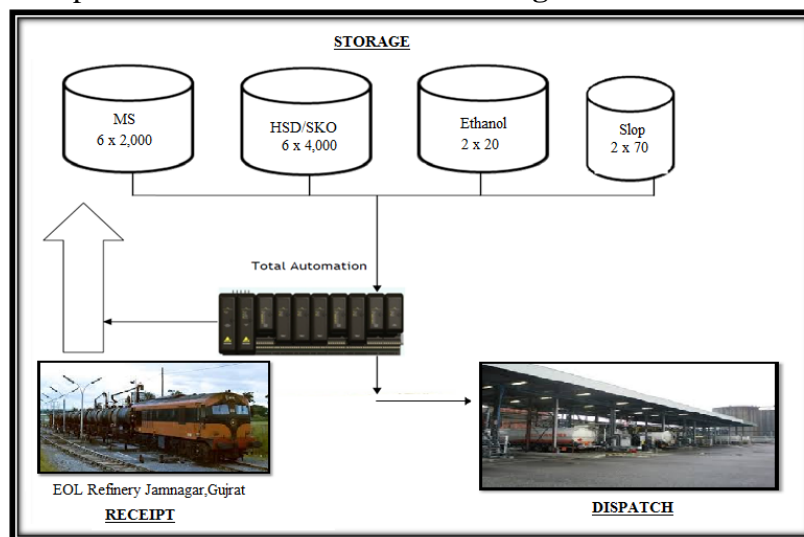 STORAGE
MS
6 x 2,000
HSD/SKO
6 x 4,000
Ethanol
2 x 20
Slop
2 x 70
Total Automation
EOL Refinery Jamnagar,Gujrat
RECEIPT
DISPATCH